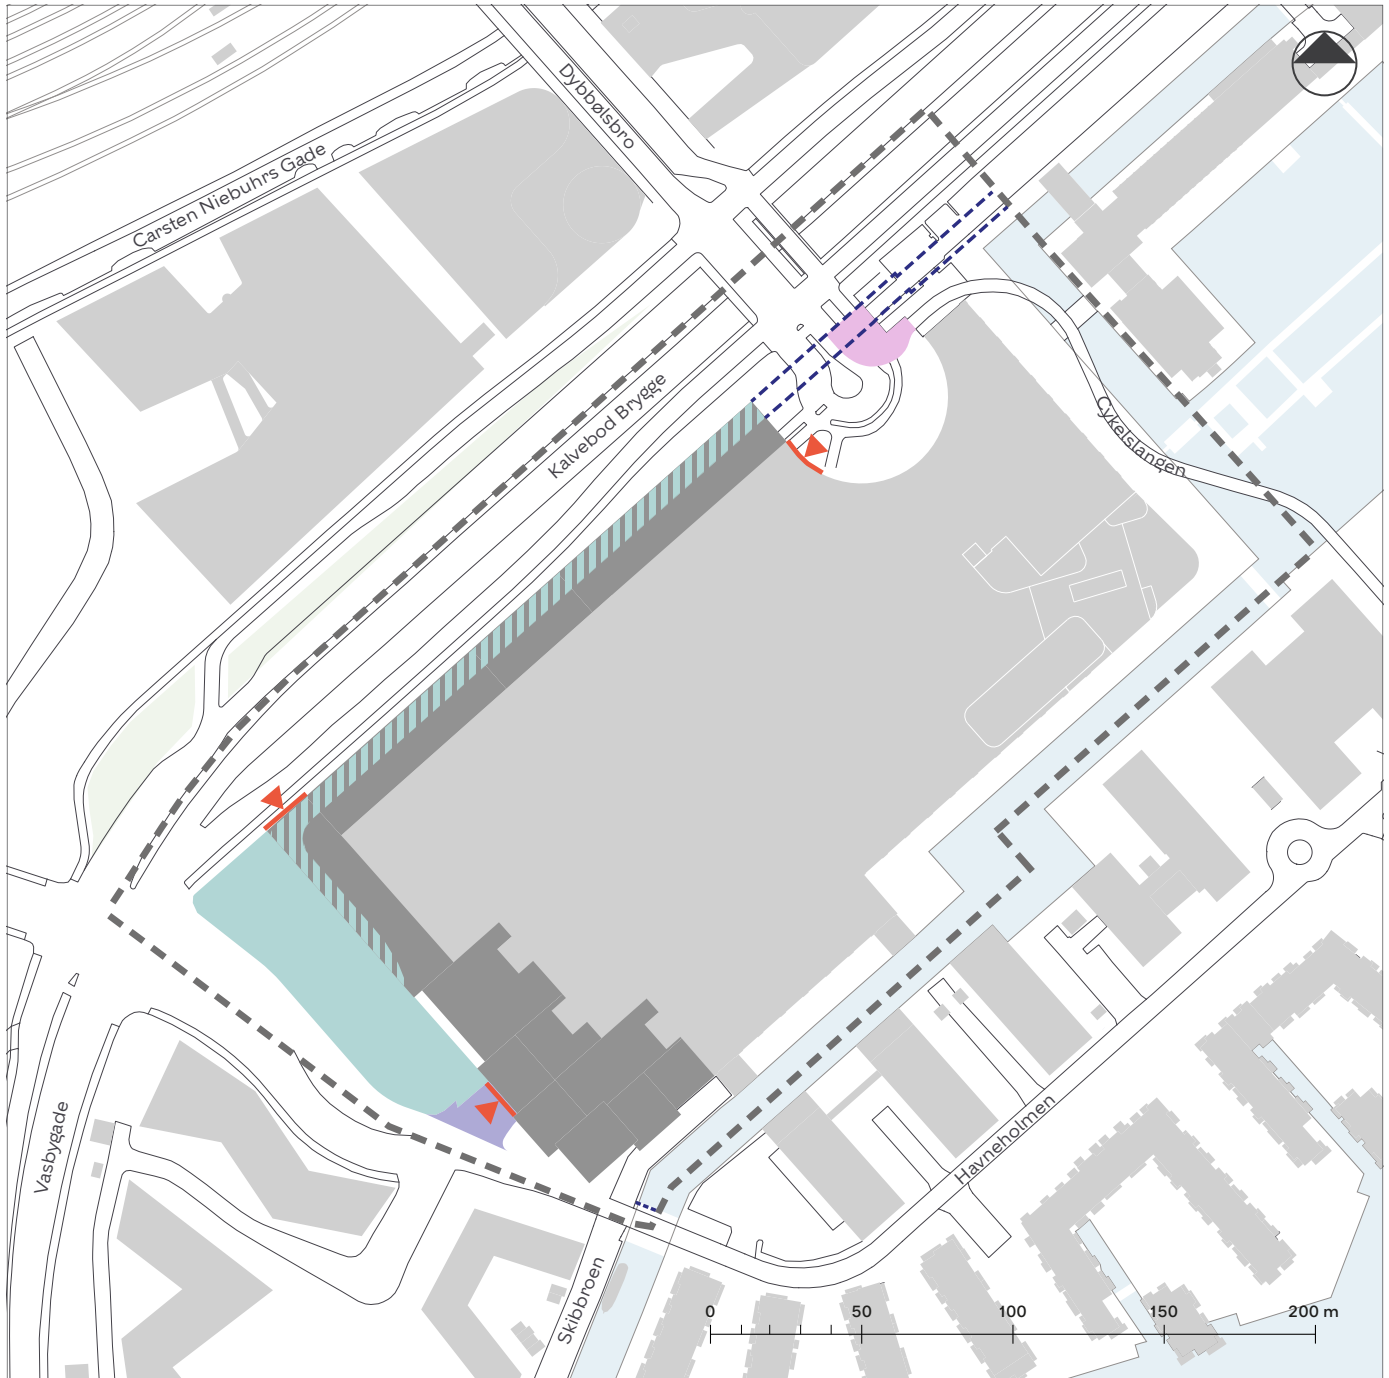 Dybbølsbro
Carsten Niebuhrs Gade
Kalvebod Brygge
Cykelslangen
Vasbygade
Havneholmen
Skibbroen
0 50 100 150 200 m